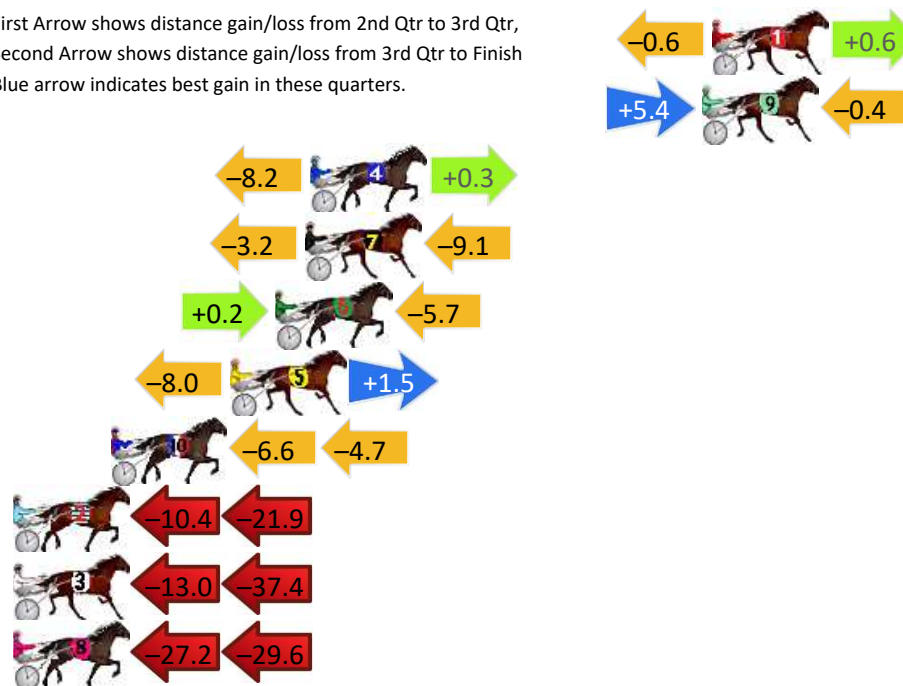 irst Arrow shows distance gain/loss from 2nd Qtr to 3rd Qtr,
econd Arrow shows distance gain/loss from 3rd Qtr to Finish
lue arrow indicates best gain in these quarters.
–0.6 1 +0.6
+5.4 9 –0.4
–8.2 4 +0.3
–3.2 7 –9.1
+0.2 –5.7
–8.0 5 +1.5
10 –6.6 –4.7
2 –10.4 –21.9
3 –13.0 –37.4
8 –27.2 –29.6